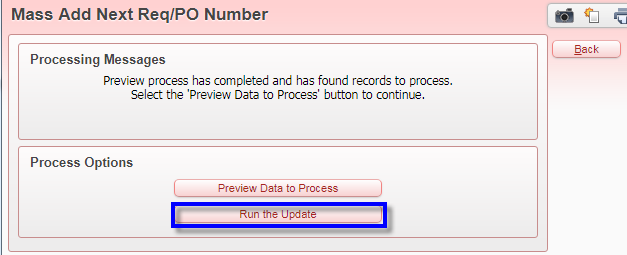 Mass Add Next Req/PO Number
Back
Processing Messages
Preview process has completed and has found records to process.
Select the 'Preview Data to Process' button to continue.
Process Options
Preview Data to Process
Run the Update